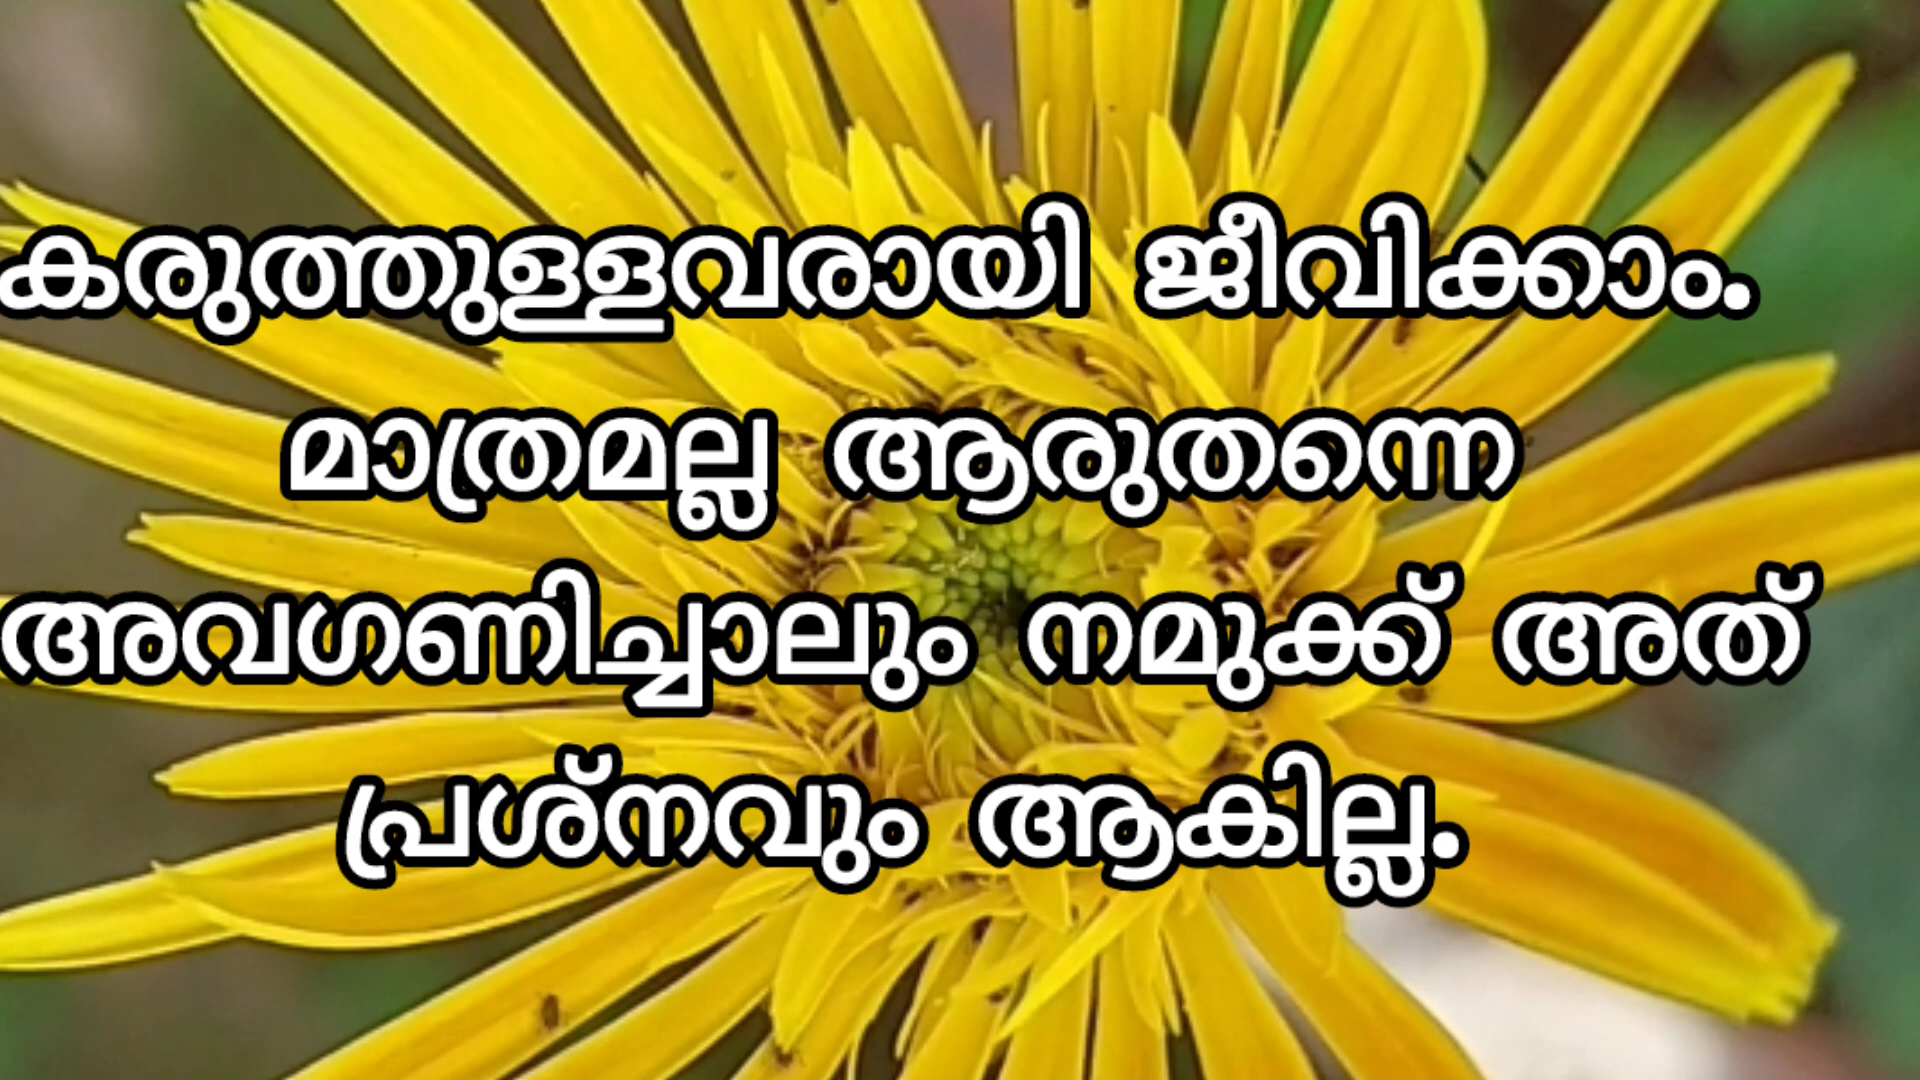 കരുത്തുള്ളവരായി ജീവിക്കാം.
മാത്രമല്ല ആരുതന്നെ
അവഗണിച്ചാലും നമുക്ക് അത്
പ്രശ്നവും ആകില്ല.